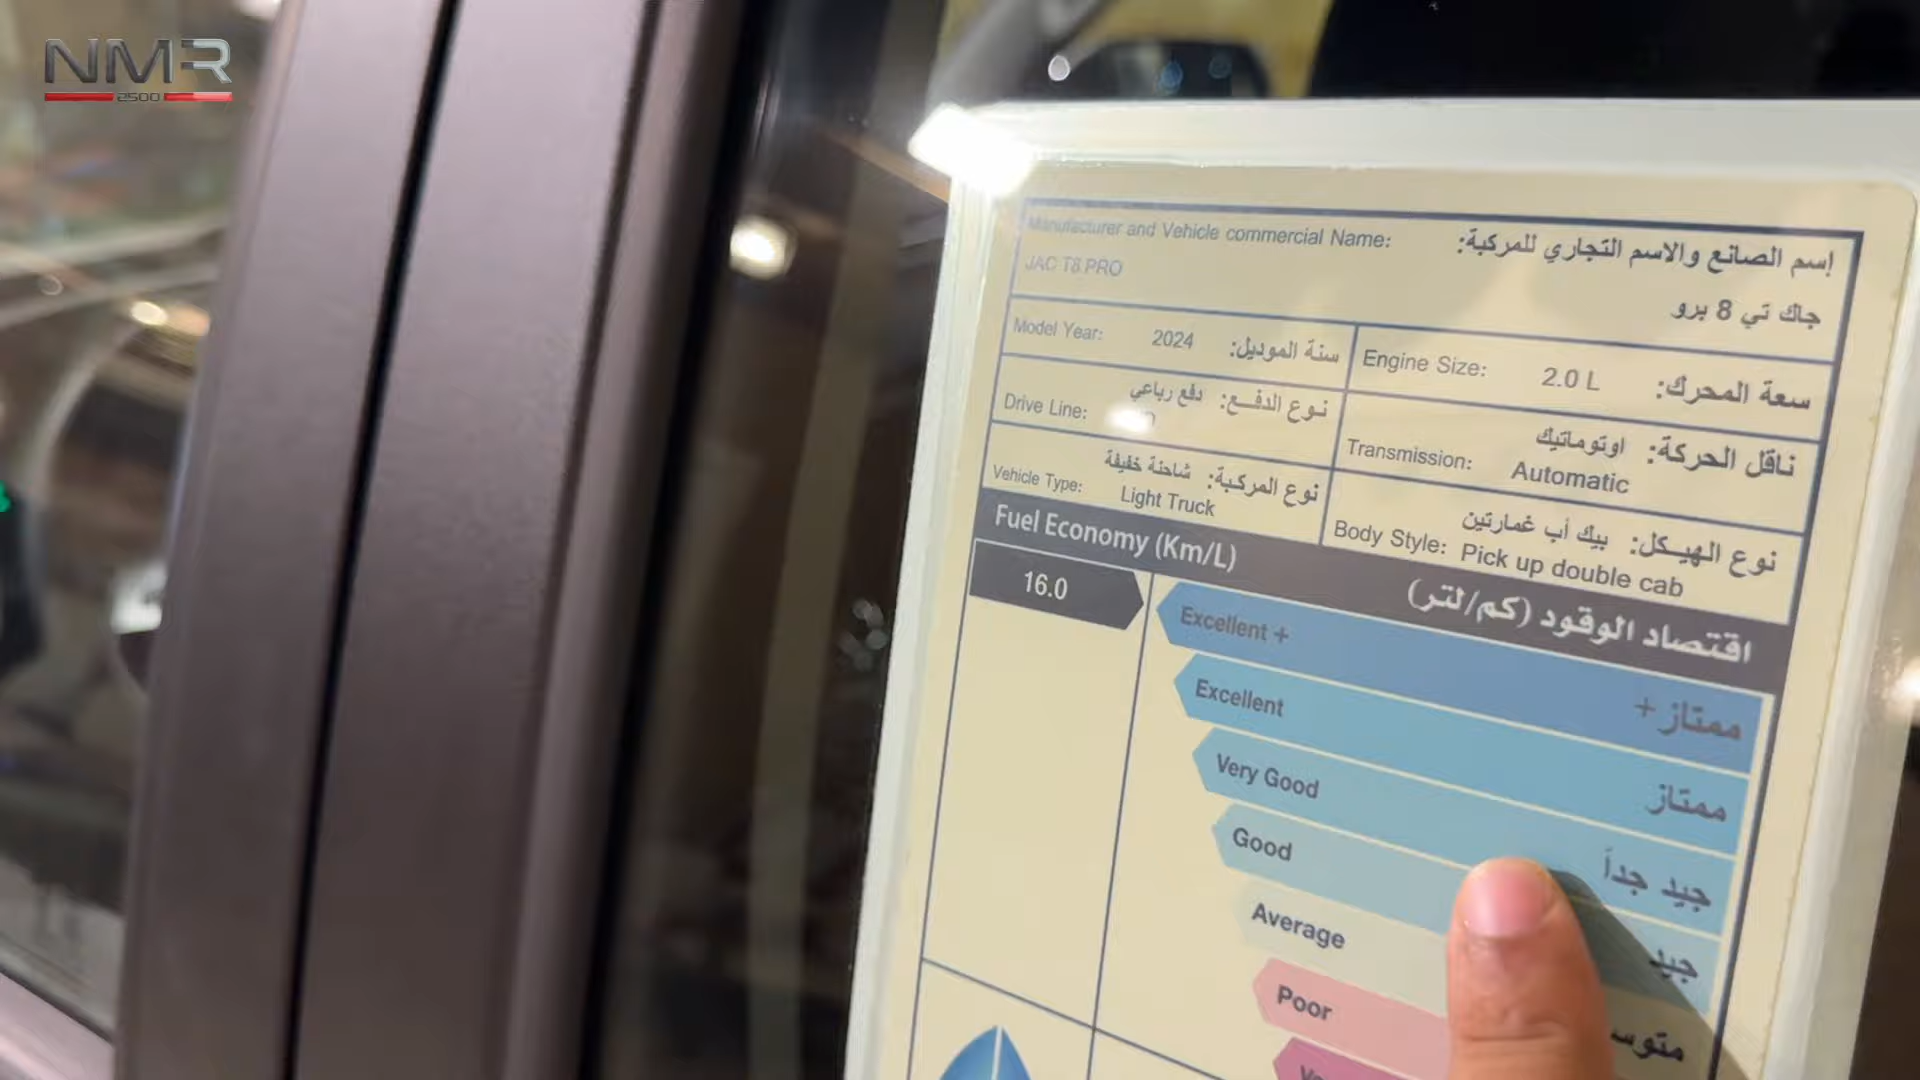 NMR
2500
Manufacturer and Vehicle commercial Name: إسم الصانع والاسم التجاري للمركبة:
JAC T8 PRO جاك تي 8 برو
Model Year: 2024 سنة الموديل:
Engine Size: 2.0 L سعة المحرك:
Drive Line: نوع الدفـــع: دفع رباعي
Transmission: Automatic ناقل الحركة: اوتوماتيك
Vehicle Type: Light Truck نوع المركبة: شاحنة خفيفة
Body Style: Pick up double cab نوع الهيـكل: بيك أب غمارتين
Fuel Economy (Km/L) اقتصاد الوقود (كم/لتر)
16.0
Excellent + ممتاز +
Excellent ممتاز
Very Good جيد جداً
Good جيد
Average
Poor